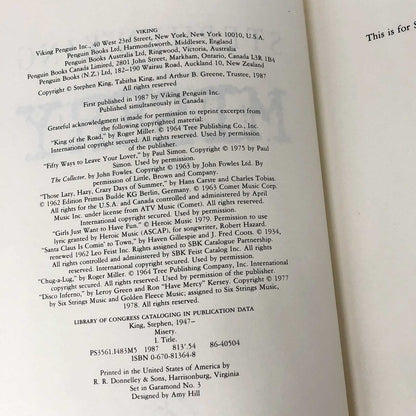 VIKING
Viking Penguin Inc., 40 West 23rd Street, New York, New York 10010, U.S.A.
Penguin Books Ltd, Harmondsworth, Middlesex, England
Penguin Books Australia Ltd, Ringwood, Victoria, Australia
Penguin Books Canada Limited, 2801 John Street, Markham, Ontario, Canada L3R 1B4
Penguin Books (N.Z.) Ltd, 182–190 Wairau Road, Auckland 10, New Zealand
Copyright © Stephen King, Tabitha King, and Arthur B. Greene, Trustee, 1987
All rights reserved
First published in 1987 by Viking Penguin Inc.
Published simultaneously in Canada
Grateful acknowledgment is made for permission to reprint excerpts from
the following copyrighted material:
"King of the Road," by Roger Miller. © 1964 Tree Publishing Co., Inc.
International copyright secured. All rights reserved. Used by permission of
the publisher.
"Fifty Ways to Leave Your Lover," by Paul Simon. Copyright © 1975 by Paul
Simon. Used by permission.
The Collector, by John Fowles. Copyright © 1963 by John Fowles Ltd. By
permission of Little, Brown and Company.
"Those Lazy, Hazy, Crazy Days of Summer," by Hans Carste and Charles Tobias.
© 1962 Edition Primus Budde KG Berlin, Germany. © 1963 Comet Music Corp.
All rights for the U.S.A. and Canada controlled and administered by April
Music Inc. under license from ATV Music (Comet). All rights reserved.
International copyright secured. Used by permission.
"Girls Just Want to Have Fun." © Heroic Music 1979. Permission to use
lyric granted by Heroic Music (ASCAP), for songwriter, Robert Hazard.
"Santa Claus Is Comin' to Town," by Haven Gillespie and J. Fred Coots. © 1934,
renewed 1962 Leo Feist Inc. Rights assigned to SBK Catalogue Partnership.
All rights controlled and administered by SBK Feist Catalog Inc. All rights
reserved. International copyright secured. Used by permission.
"Chug-a-Lug," by Roger Miller. © 1964 Tree Publishing Company, Inc. International
copyright secured. All rights reserved. Used by permission of the publisher.
"Disco Inferno," by Leroy Green and Ron "Have Mercy" Kersey. Copyright © 1977
by Six Strings Music and Golden Fleece Music; assigned to Six Strings Music,
1978. All rights reserved.
LIBRARY OF CONGRESS CATALOGING IN PUBLICATION DATA
King, Stephen, 1947–
Misery.
I. Title.
PS3561.I483M5 1987 813'.54 86-40504
ISBN 0-670-81364-8
Printed in the United States of America by
R. R. Donnelley & Sons, Harrisonburg, Virginia
Set in Garamond No. 3
Designed by Amy Hill
This is for S